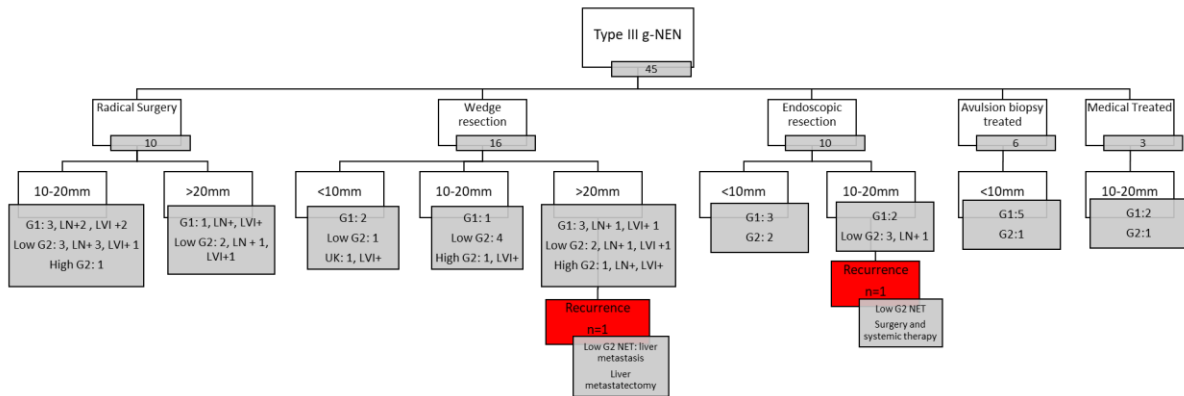 Type III g-NEN
45
Radical Surgery
10
Wedge
resection
16
Endoscopic
resection
10
Avulsion biopsy
treated
6
Medical Treated
3
10-20mm
G1: 3, LN+2 , LVI +2
Low G2: 3, LN+ 3, LVI+ 1
High G2: 1
>20mm
G1: 1, LN+, LVI+
Low G2: 2, LN + 1,
LVI+1
<10mm
G1: 2
Low G2: 1
UK: 1, LVI+
10-20mm
G1: 1
Low G2: 4
High G2: 1, LVI+
>20mm
G1: 3, LN+ 1, LVI+ 1
Low G2: 2, LN+ 1, LVI +1
High G2: 1, LN+, LVI+
Recurrence
n=1
Low G2 NET: liver
metastasis
Liver
metastatectomy
<10mm
G1: 3
G2: 2
10-20mm
G1:2
Low G2: 3, LN+ 1
Recurrence
n=1
Low G2 NET
Surgery and
systemic therapy
<10mm
G1:5
G2:1
10-20mm
G1:2
G2:1